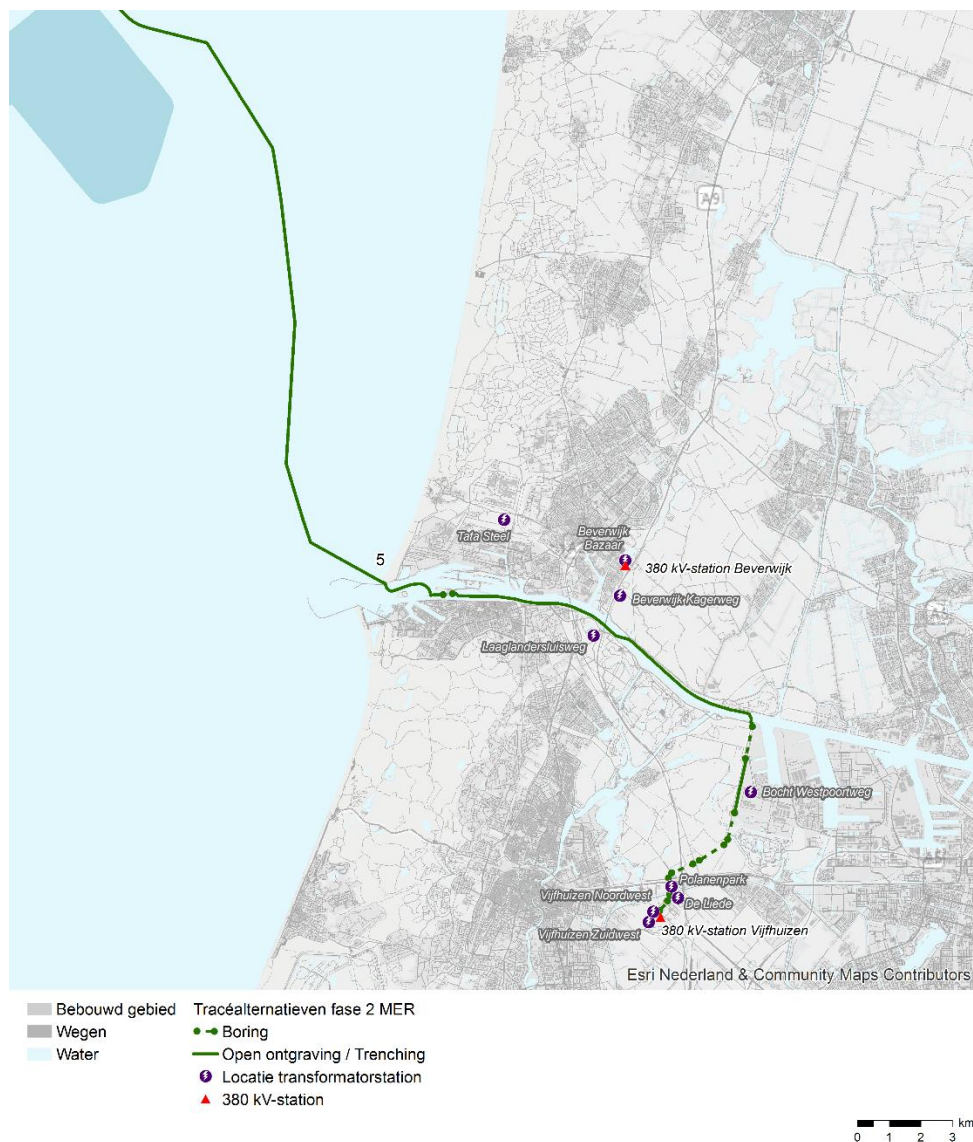 A9
5
Tata Steel
Beverwijk
Bazaar
380 kV-station Beverwijk
Beverwijk Kagerweg
Laaglandersluisweg
Bocht Westpoortweg
Polanenpark
Vijfhuizen Noordwest
De Liede
Vijfhuizen Zuidwest
380 kV-station Vijfhuizen
Esri Nederland & Community Maps Contributors
Bebouwd gebied
Wegen
Water
Tracéalternatieven fase 2 MER
Boring
Open ontgraving / Trenching
Locatie transformatorstation
380 kV-station
km
0 1 2 3